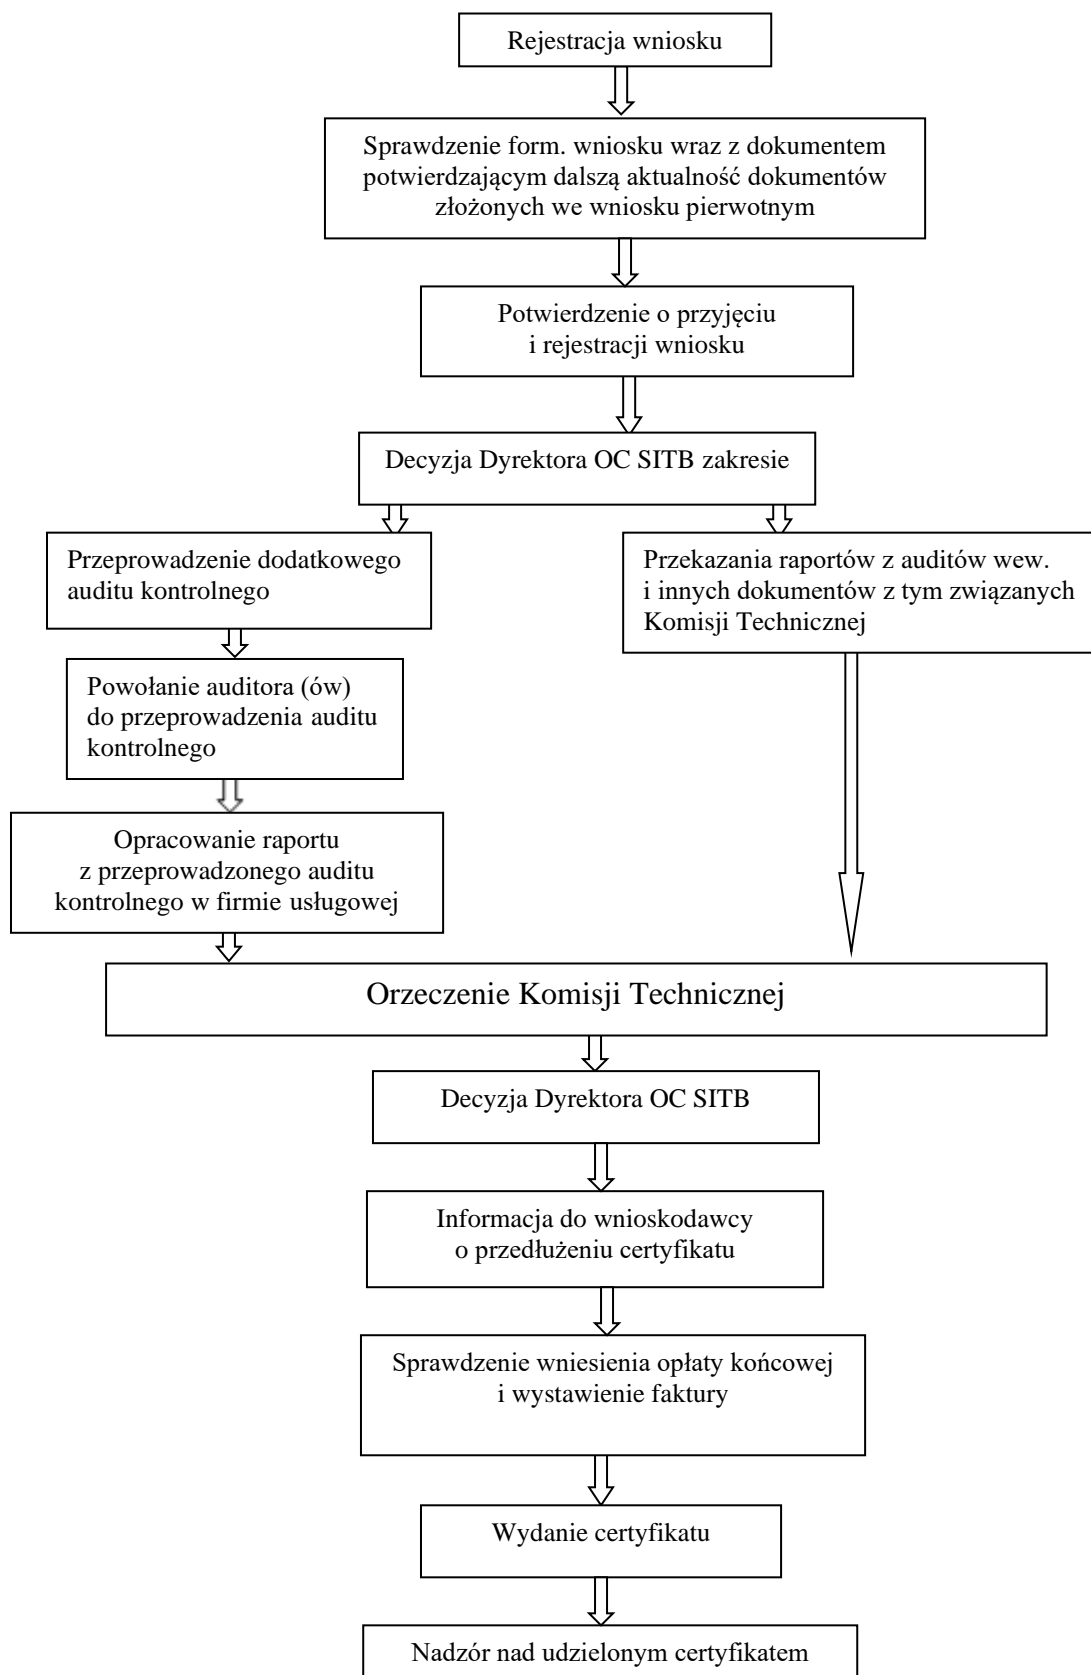 Rejestracja wniosku
Sprawdzenie form. wniosku wraz z dokumentem
potwierdzającym dalszą aktualność dokumentów
złożonych we wniosku pierwotnym
Potwierdzenie o przyjęciu
i rejestracji wniosku
Decyzja Dyrektora OC SITB zakresie
Przeprowadzenie dodatkowego
auditu kontrolnego
Przekazania raportów z auditów wew.
i innych dokumentów z tym związanych
Komisji Technicznej
Powołanie auditora (ów)
do przeprowadzenia auditu
kontrolnego
Opracowanie raportu
z przeprowadzonego auditu
kontrolnego w firmie usługowej
Orzeczenie Komisji Technicznej
Decyzja Dyrektora OC SITB
Informacja do wnioskodawcy
o przedłużeniu certyfikatu
Sprawdzenie wniesienia opłaty końcowej
i wystawienie faktury
Wydanie certyfikatu
Nadzór nad udzielonym certyfikatem